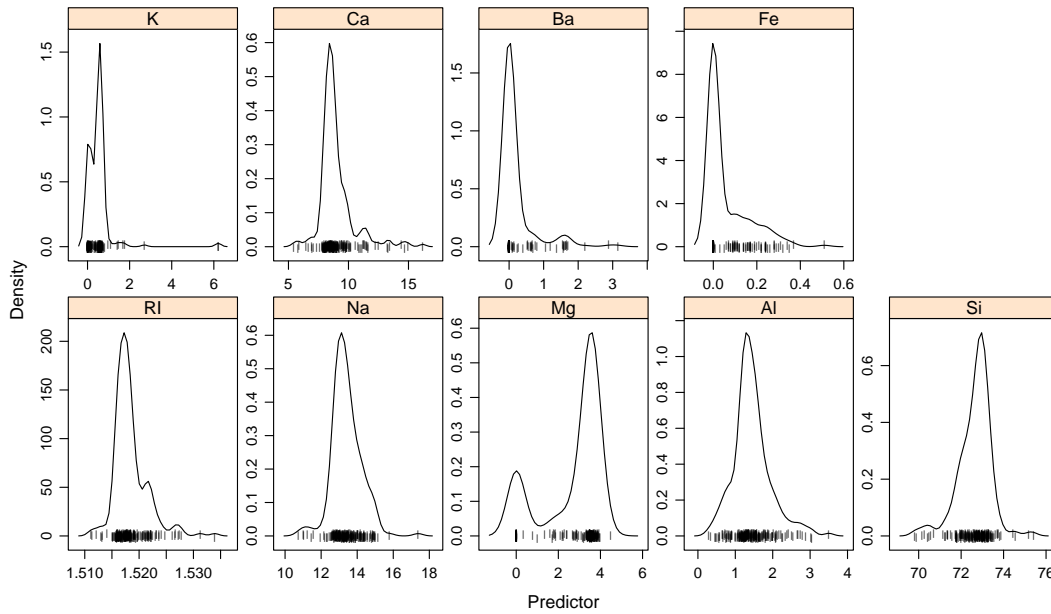 K Ca Ba Fe
0.0 0.5 1.0 1.5
0 2 4 6
0.0 0.1 0.2 0.3 0.4 0.5 0.6
5 10 15
0.0 0.5 1.0 1.5
0 1 2 3
0 2 4 6 8
0.0 0.2 0.4 0.6
Density
RI Na Mg Al Si
0 50 100 150 200
1.510 1.520 1.530
0.0 0.1 0.2 0.3 0.4 0.5 0.6
10 12 14 16 18
0.0 0.1 0.2 0.3 0.4 0.5 0.6
0 2 4 6
0.0 0.2 0.4 0.6 0.8 1.0
0 1 2 3 4
0.0 0.2 0.4 0.6
70 72 74 76
Predictor